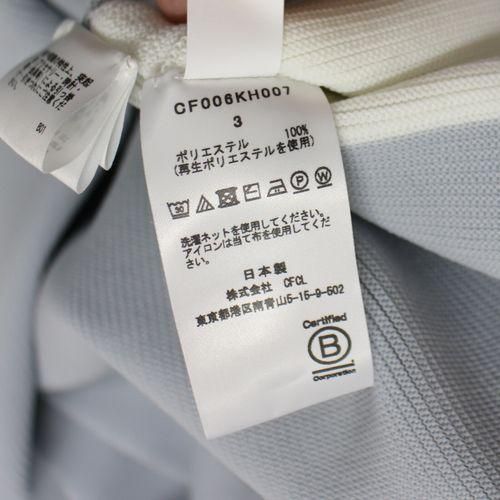 CF006KH007
3
ポリエステル 100%
(再生ポリエステルを使用)
30
P
W
洗濯ネットを使用してください。
アイロンは当て布を使用してくだ
さい。
日本製
株式会社 CFCL
東京都港区南青山5-15-9-502
Certified
B
Corporation